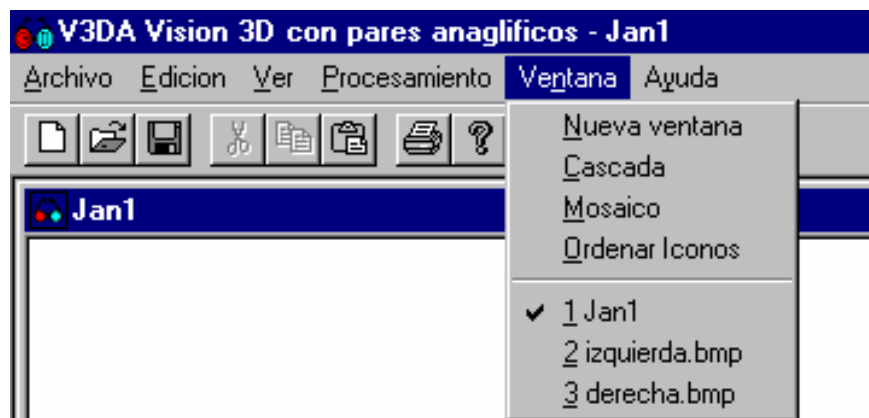 V3DA Vision 3D con pares anaglificos - Jan1
Archivo Edicion Ver Procesamiento Ventana Ayuda
Nueva ventana
Cascada
Mosaico
Ordenar Iconos
1 Jan1
2 izquierda.bmp
3 derecha.bmp
Jan1